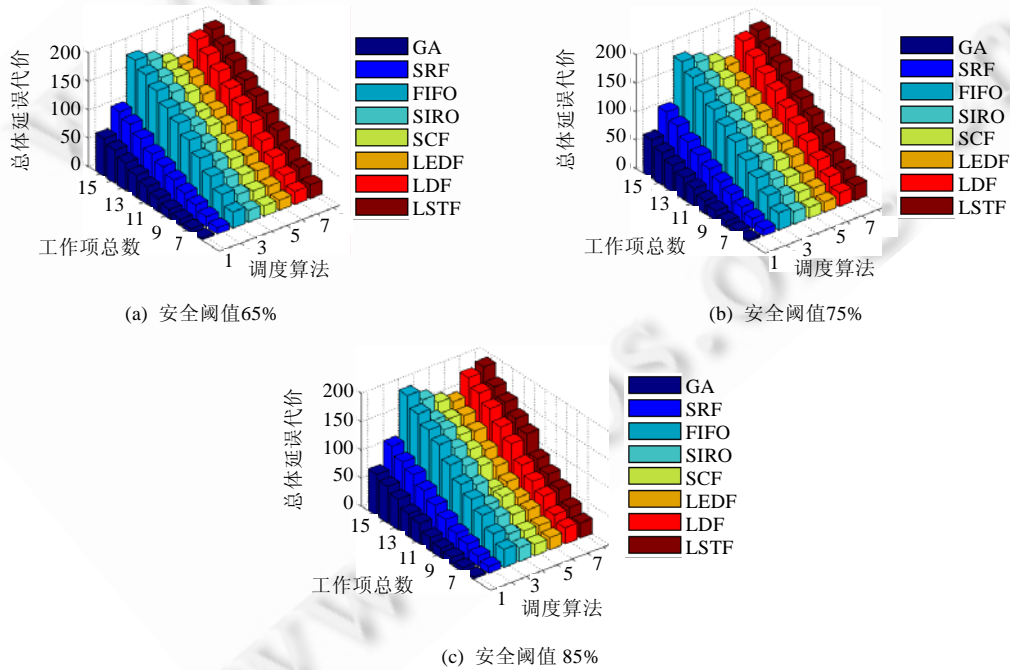 总体延误代价
200
150
100
50
0
15
13
11
9
7
工作项总数
1
3
5
7
调度算法
GA
SRF
FIFO
SIRO
SCF
LEDF
LDF
LSTF
(a) 安全阈值65%
总体延误代价
200
150
100
50
0
15
13
11
9
7
工作项总数
1
3
5
7
调度算法
GA
SRF
FIFO
SIRO
SCF
LEDF
LDF
LSTF
(b) 安全阈值75%
总体延误代价
200
150
100
50
0
15
13
11
9
7
工作项总数
1
3
5
7
调度算法
GA
SRF
FIFO
SIRO
SCF
LEDF
LDF
LSTF
(c) 安全阈值 85%